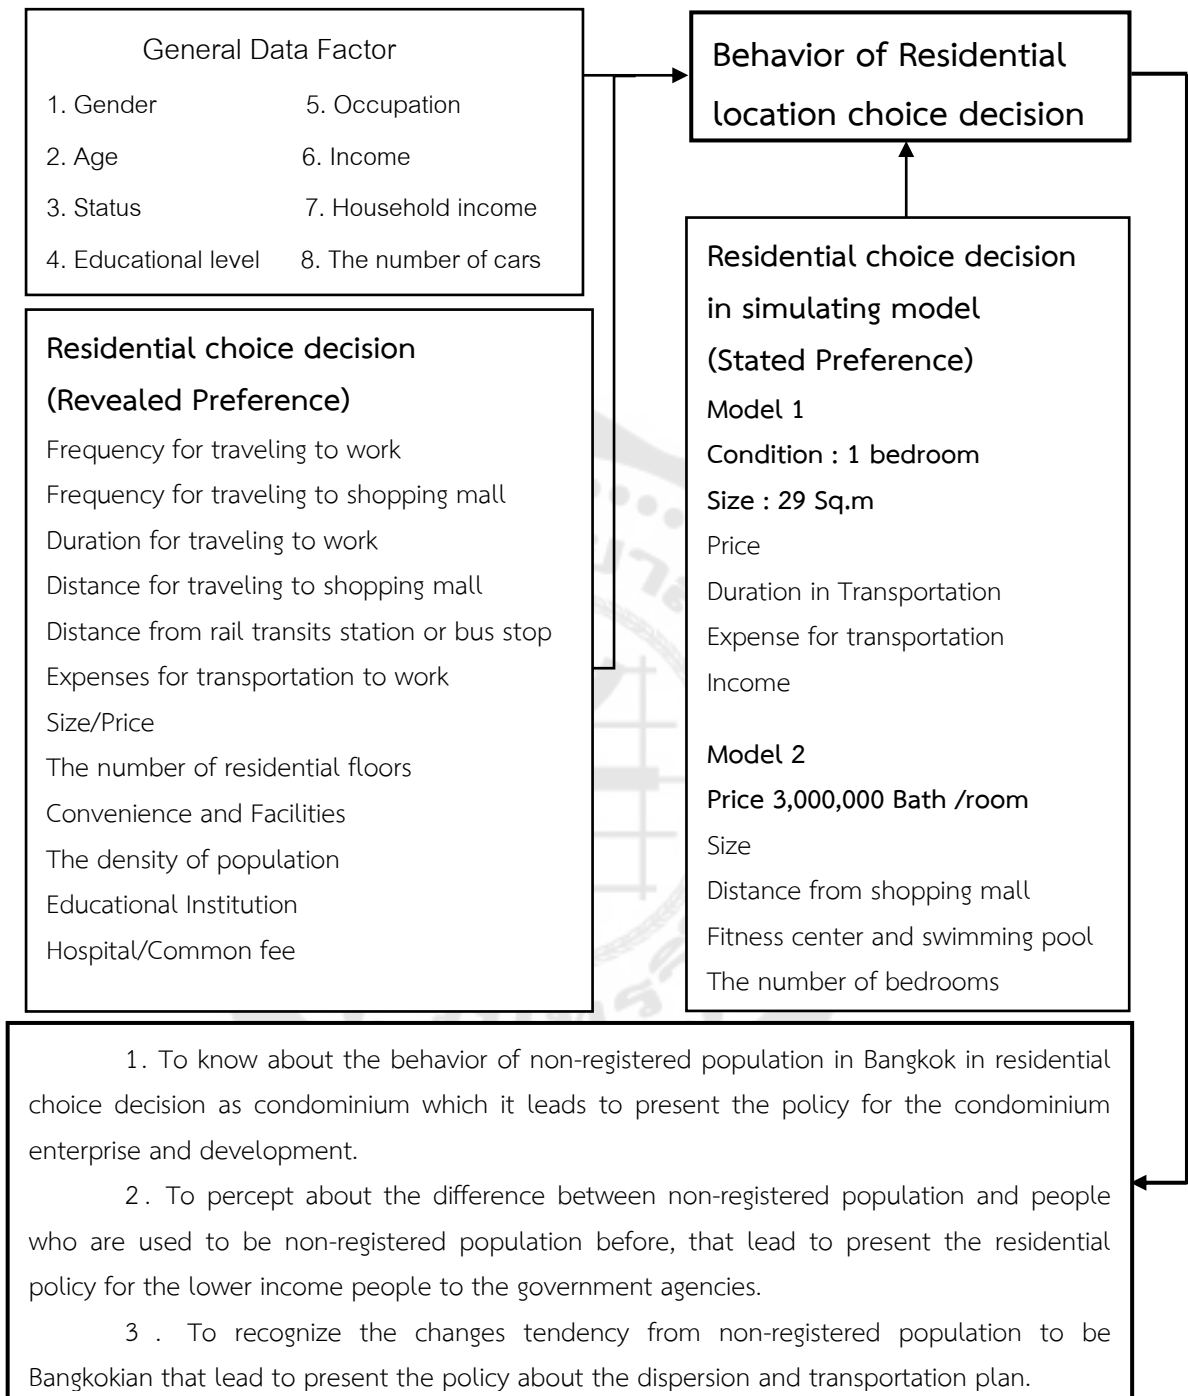 General Data Factor
1. Gender 5. Occupation
2. Age 6. Income
3. Status 7. Household income
4. Educational level 8. The number of cars
Behavior of Residential
location choice decision
Residential choice decision
(Revealed Preference)
Frequency for traveling to work
Frequency for traveling to shopping mall
Duration for traveling to work
Distance for traveling to shopping mall
Distance from rail transits station or bus stop
Expenses for transportation to work
Size/Price
The number of residential floors
Convenience and Facilities
The density of population
Educational Institution
Hospital/Common fee
Residential choice decision
in simulating model
(Stated Preference)
Model 1
Condition : 1 bedroom
Size : 29 Sq.m
Price
Duration in Transportation
Expense for transportation
Income
Model 2
Price 3,000,000 Bath /room
Size
Distance from shopping mall
Fitness center and swimming pool
The number of bedrooms
1. To know about the behavior of non-registered population in Bangkok in residential
choice decision as condominium which it leads to present the policy for the condominium
enterprise and development.
2. To percept about the difference between non-registered population and people
who are used to be non-registered population before, that lead to present the residential
policy for the lower income people to the government agencies.
3 . To recognize the changes tendency from non-registered population to be
Bangkokian that lead to present the policy about the dispersion and transportation plan.